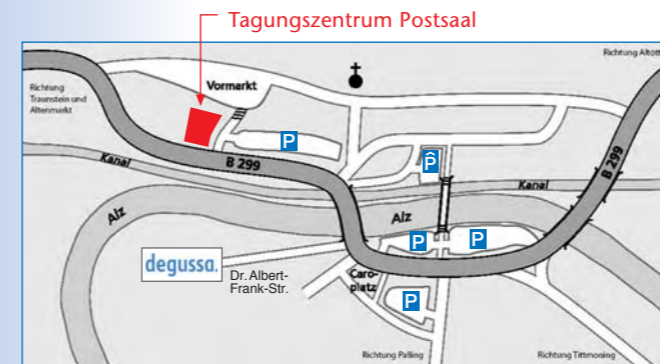 Tagungszentrum Postsaal
Richtung Altött
Richtung
Traunstein und
Altenmarkt
Vormarkt
P
B 299
P
Kanal
Kanal
B 299
Alz
Alz
P
P
degussa.
Dr. Albert-
Frank-Str.
Caro-
platz
P
Richtung Palling
Richtung Tittmoning